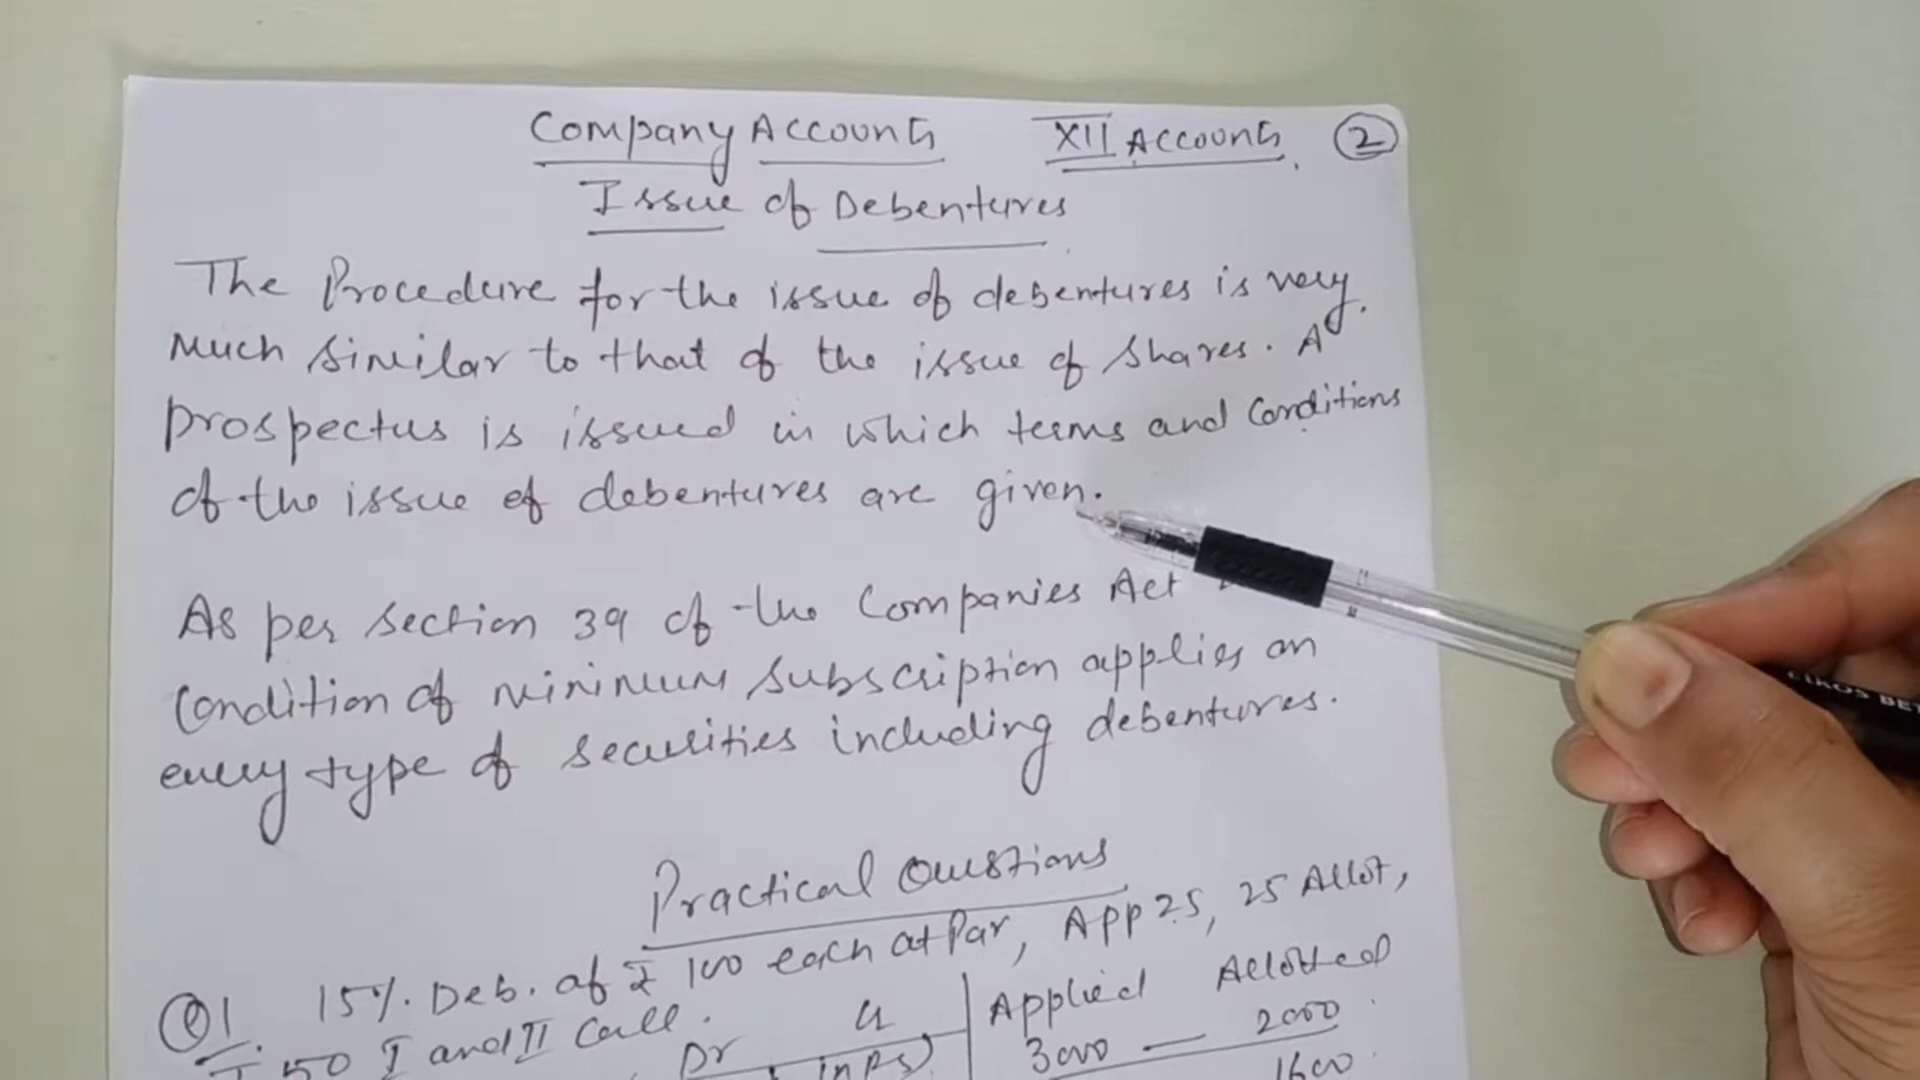 Company Accounts XII Accounts. ②
Issue of Debentures
The Procedure for the issue of debentures is very
much similar to that of the issue of shares. A
prospectus is issued in which terms and conditions
of the issue of debentures are given.
As per section 39 of the Companies Act
condition of minimum subscription applies on
every type of securities including debentures.
Practical Questions
Q1. 15%. Deb. of ₹ 100 each at Par, App 25, 25 Allot,
50 I and II Call.
Applied Allotted
Dr
3000 — 2000
1600